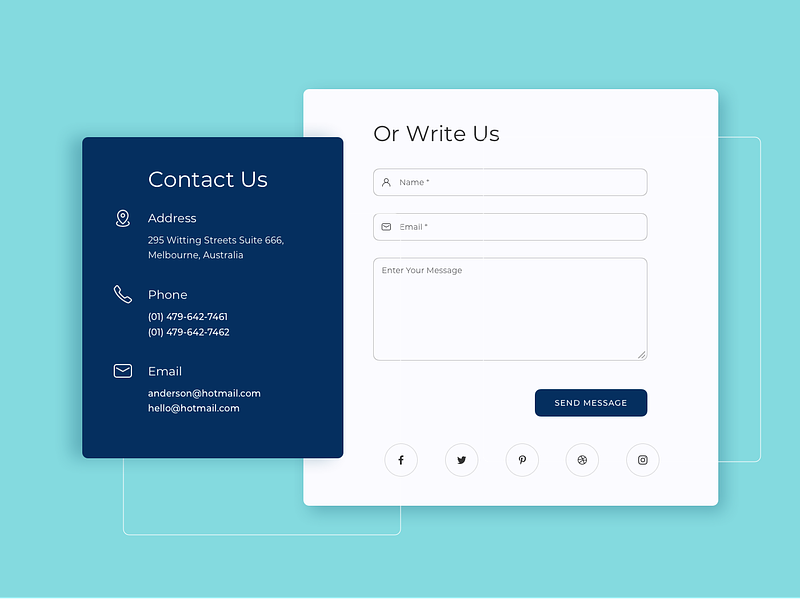 Contact Us
Address
295 Witting Streets Suite 666,
Melbourne, Australia
Phone
(01) 479-642-7461
(01) 479-642-7462
Email
anderson@hotmail.com
hello@hotmail.com
Or Write Us
Name *
Email *
Enter Your Message
SEND MESSAGE